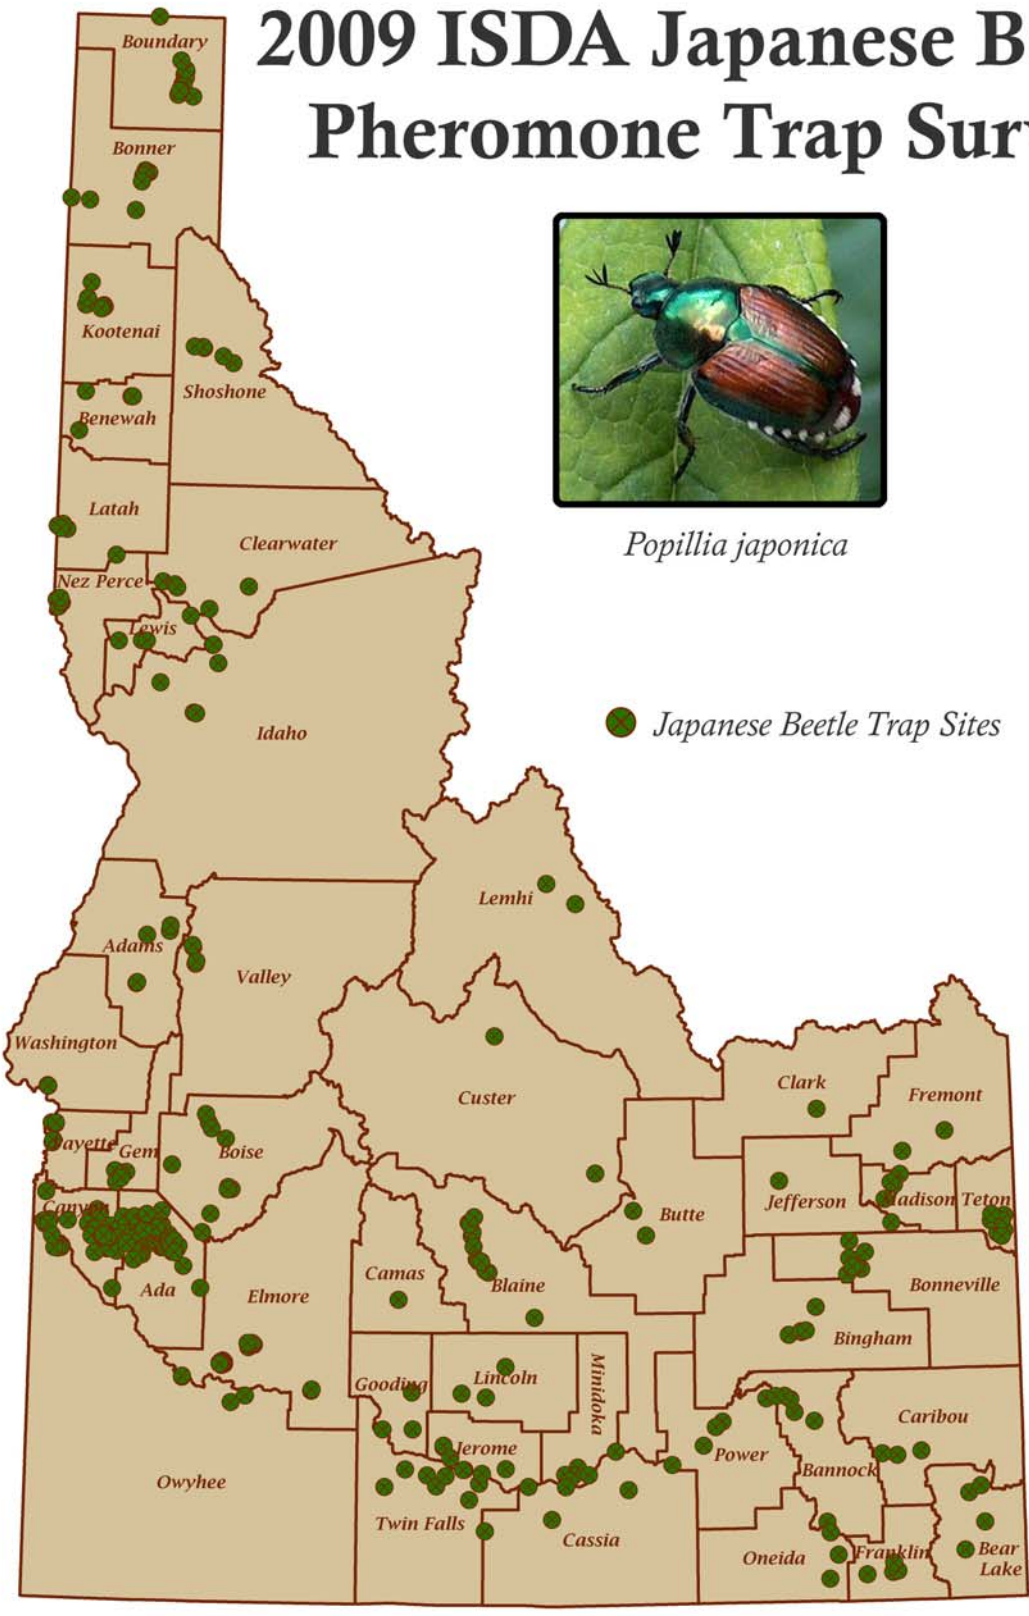 2009 ISDA Japanese B
Pheromone Trap Sur
Popillia japonica
Japanese Beetle Trap Sites
Boundary
Bonner
Kootenai
Shoshone
Benewah
Latah
Clearwater
Nez Perce
Lewis
Idaho
Lemhi
Adams
Valley
Washington
Custer
Clark
Fremont
Payette
Gem
Boise
Canyon
Butte
Jefferson
Madison
Teton
Ada
Elmore
Camas
Blaine
Bonneville
Bingham
Gooding
Lincoln
Minidoka
Jerome
Power
Bannock
Caribou
Owyhee
Twin Falls
Cassia
Oneida
Franklin
Bear
Lake